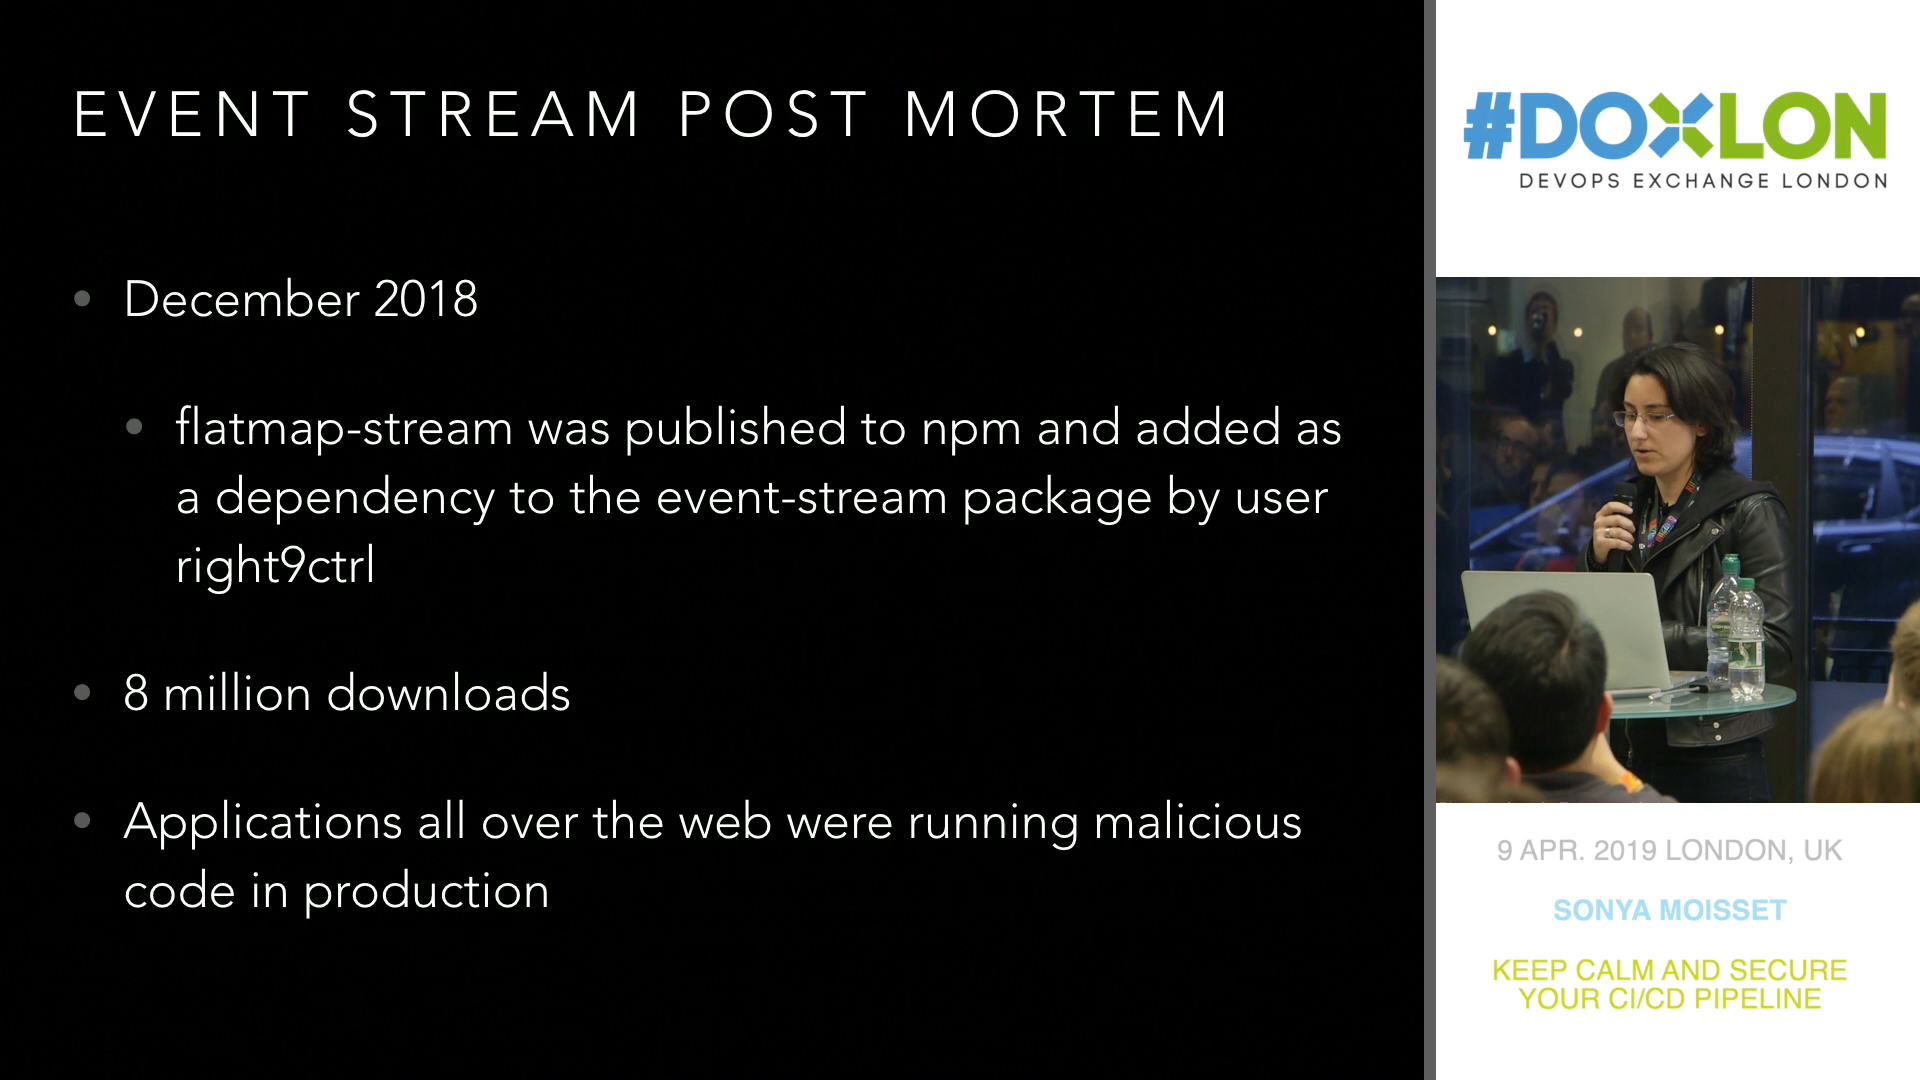 EVENT STREAM POST MORTEM
December 2018
flatmap-stream was published to npm and added as
a dependency to the event-stream package by user
right9ctrl
8 million downloads
Applications all over the web were running malicious
code in production
#DOXLON
DEVOPS EXCHANGE LONDON
9 APR. 2019 LONDON, UK
SONYA MOISSET
KEEP CALM AND SECURE
YOUR CI/CD PIPELINE